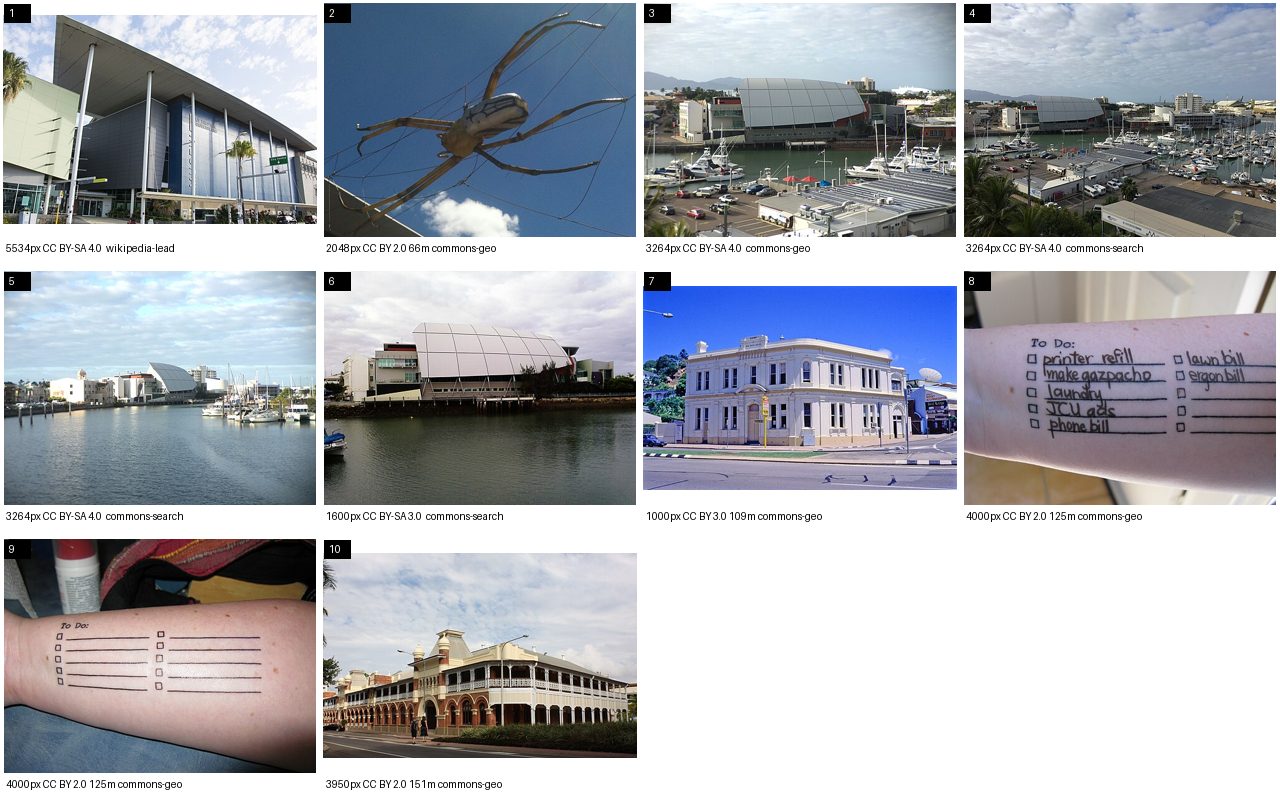 1
5534px CC BY-SA 4.0 wikipedia-lead
2
2048px CC BY 2.0 66m commons-geo
3
3264px CC BY-SA 4.0 commons-geo
4
3264px CC BY-SA 4.0 commons-search
5
3264px CC BY-SA 4.0 commons-search
6
1600px CC BY-SA 3.0 commons-search
7
1000px CC BY 3.0 109m commons-geo
8
To Do:
printer refill
make gazpacho
laundry
JCU ads
phone bill
lawn bill
ergon bill
4000px CC BY 2.0 125m commons-geo
9
To Do:
4000px CC BY 2.0 125m commons-geo
10
3950px CC BY 2.0 151m commons-geo